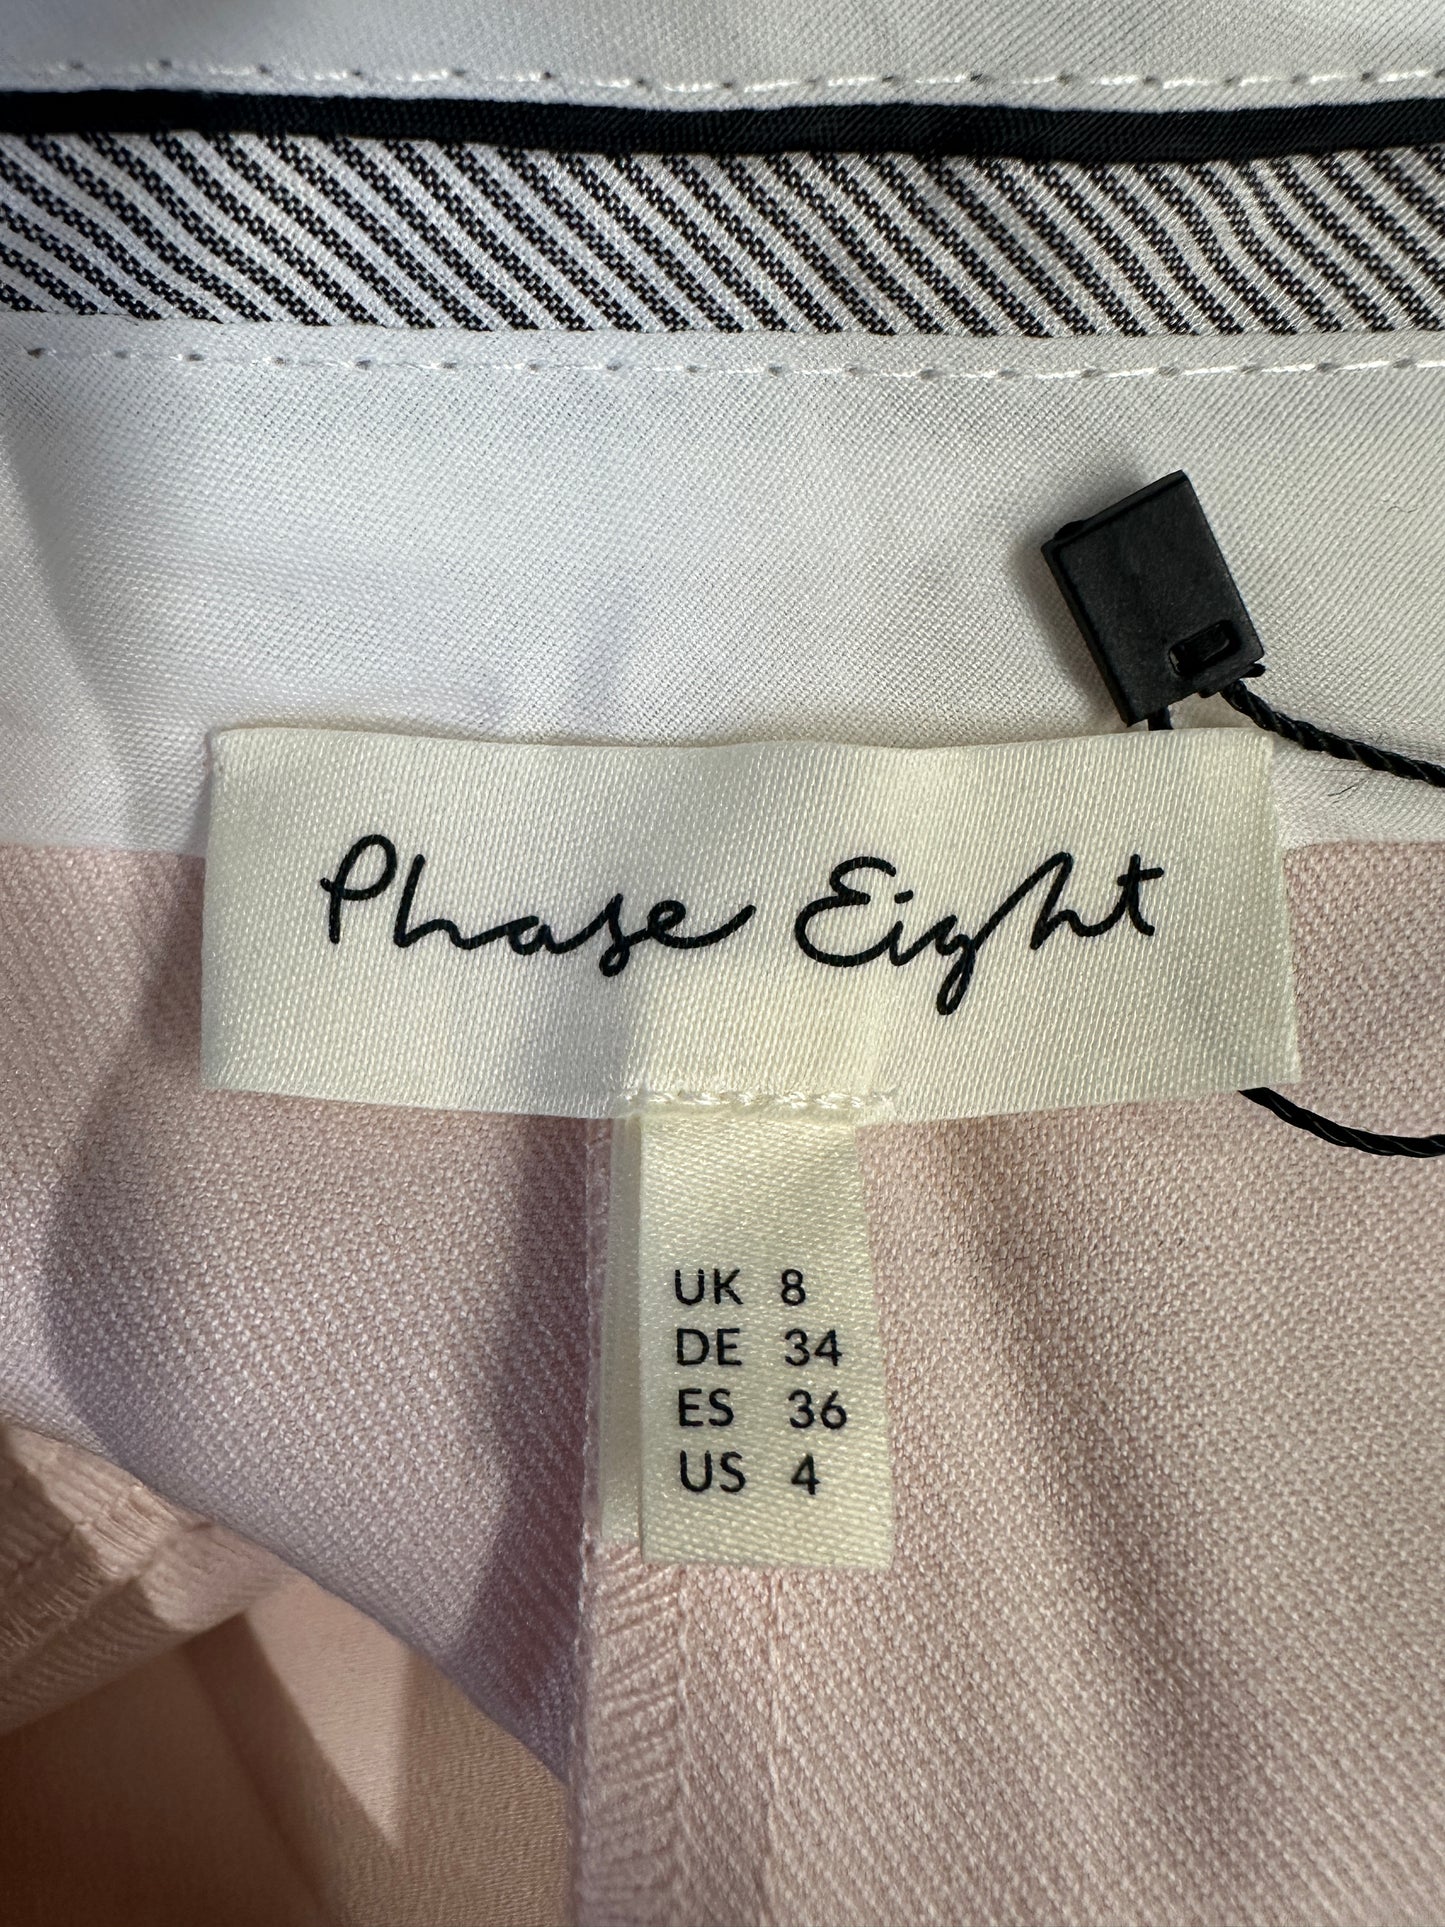 Phase Eight
UK 8
DE 34
ES 36
US 4